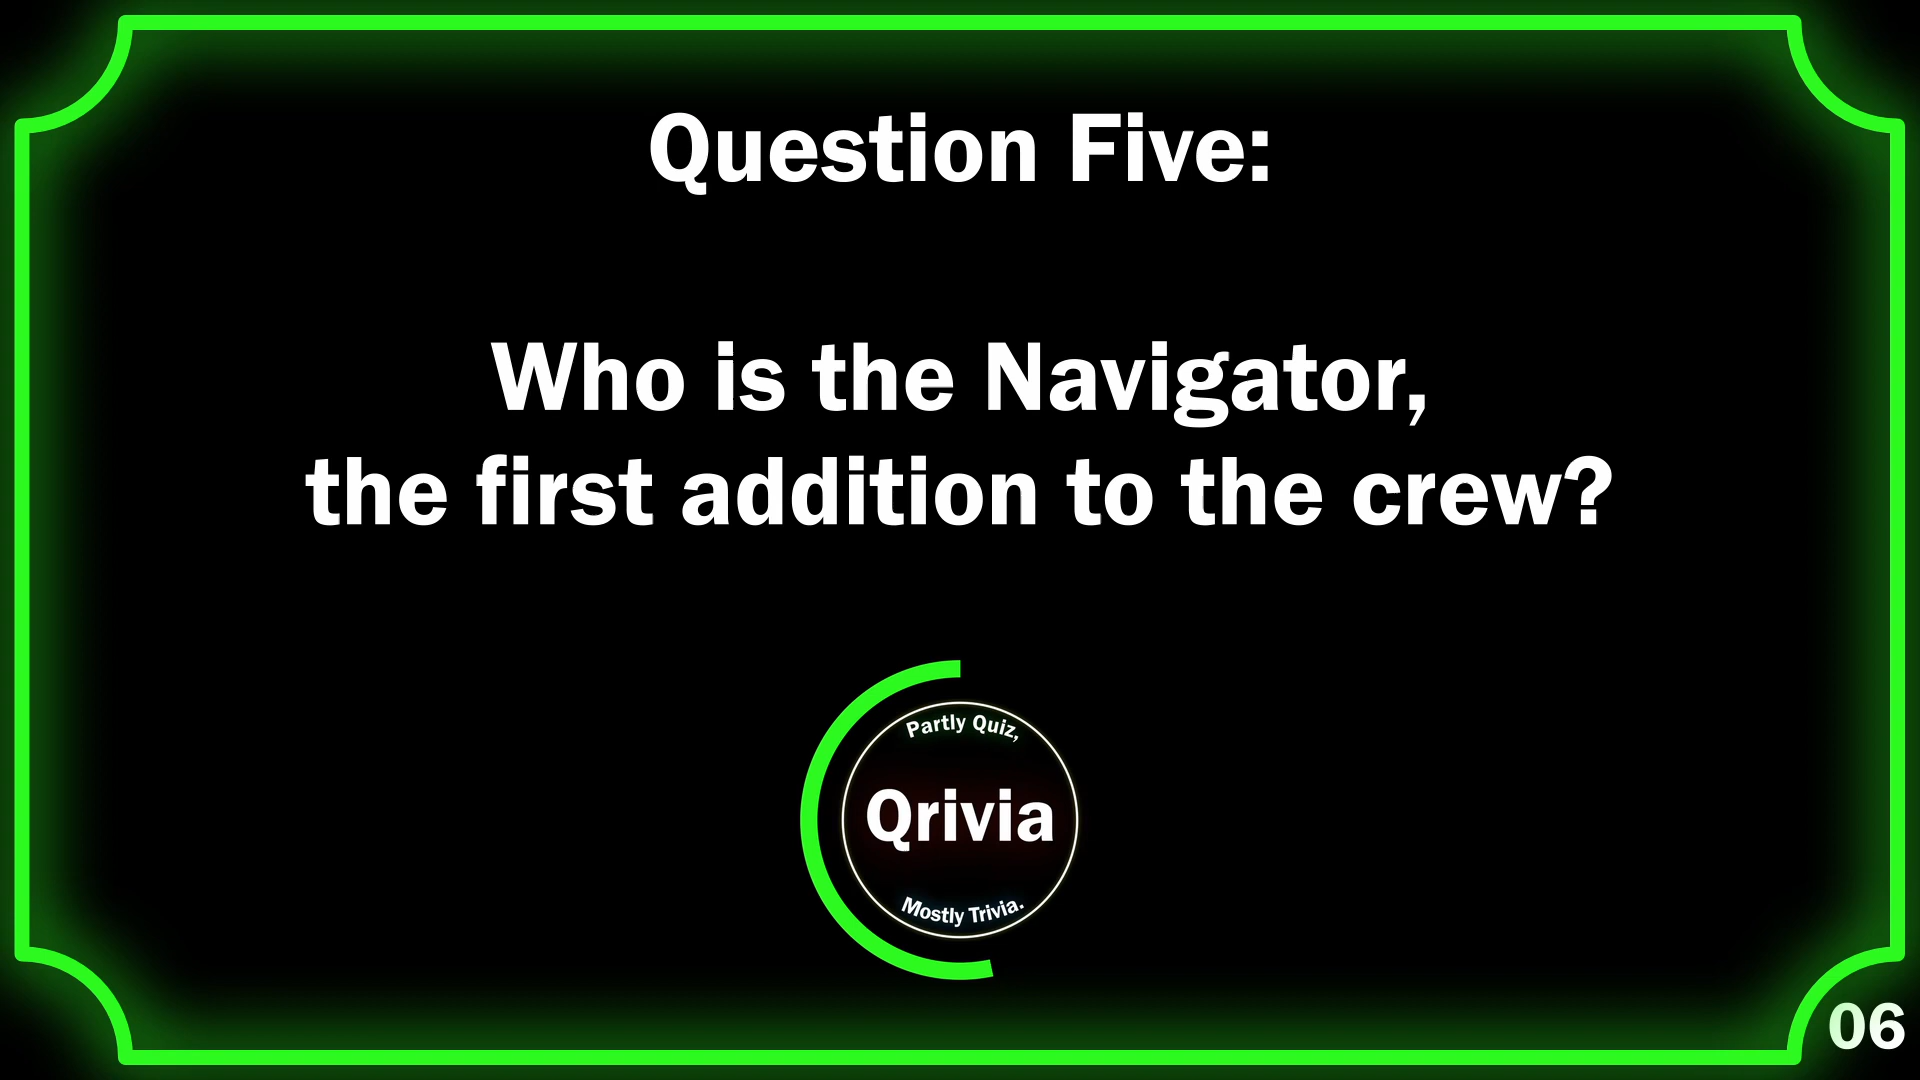 Question Five:
Who is the Navigator,
the first addition to the crew?
Partly Quiz,
Qrivia
Mostly Trivia.
06